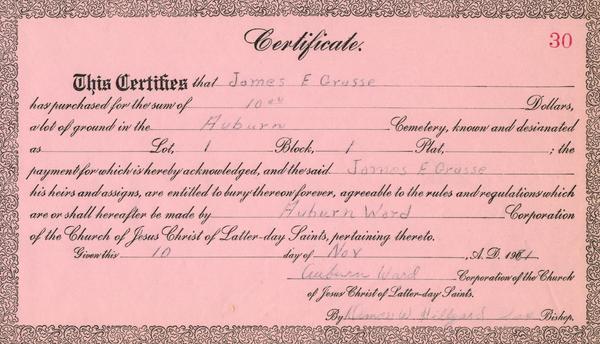 Certificate.
30
This Certifies that James E Grasse
has purchased for the sum of 10 00 Dollars,
a lot of ground in the Auburn Cemetery, known and designated
as Lot, 1 Block, 1 Plat, ; the
payment for which is hereby acknowledged, and the said James E Grasse
his heirs and assigns, are entitled to bury thereon forever, agreeable to the rules and regulations which
are or shall hereafter be made by Auburn Ward Corporation
of the Church of Jesus Christ of Latter-day Saints, pertaining thereto.
Given this 10 day of Nov , A. D. 19
Auburn Ward Corporation of the Church
of Jesus Christ of Latter-day Saints.
By W. Bishop.